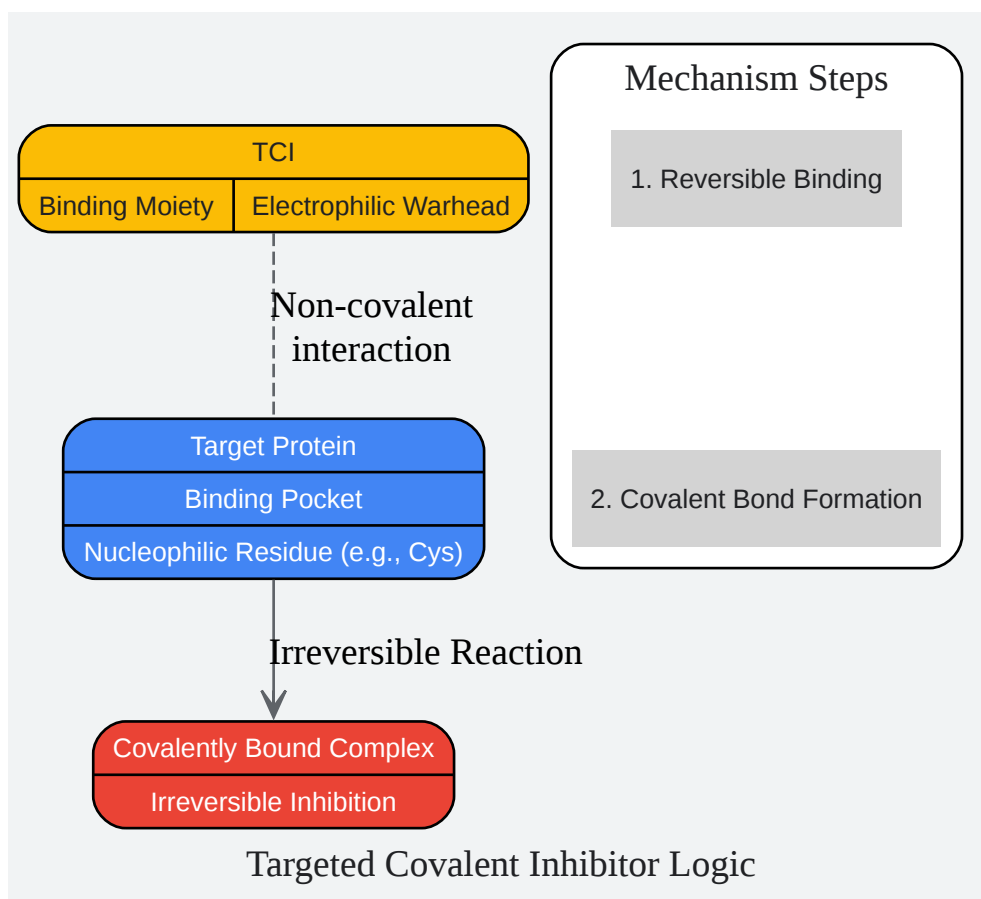 TCI
Binding Moiety
Electrophilic Warhead
Non-covalent
interaction
Target Protein
Binding Pocket
Nucleophilic Residue (e.g., Cys)
Irreversible Reaction
Covalently Bound Complex
Irreversible Inhibition
Mechanism Steps
1. Reversible Binding
2. Covalent Bond Formation
Targeted Covalent Inhibitor Logic